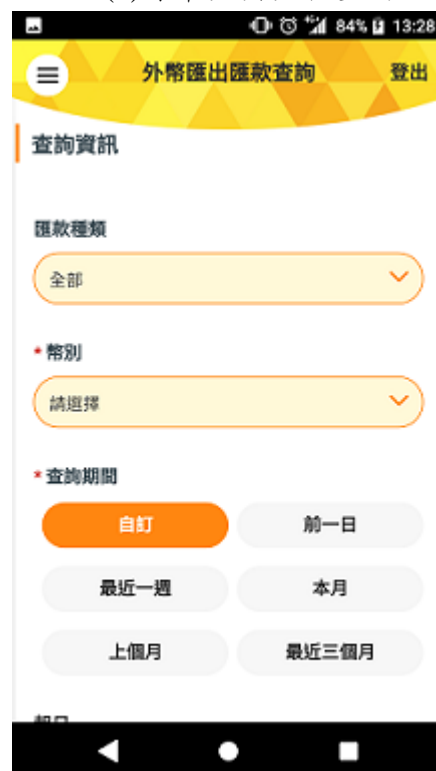 84% 13:28
外幣匯出匯款查詢 登出
查詢資訊
匯款種類
全部
* 幣別
請選擇
* 查詢期間
自訂 前一日
最近一週 本月
上個月 最近三個月